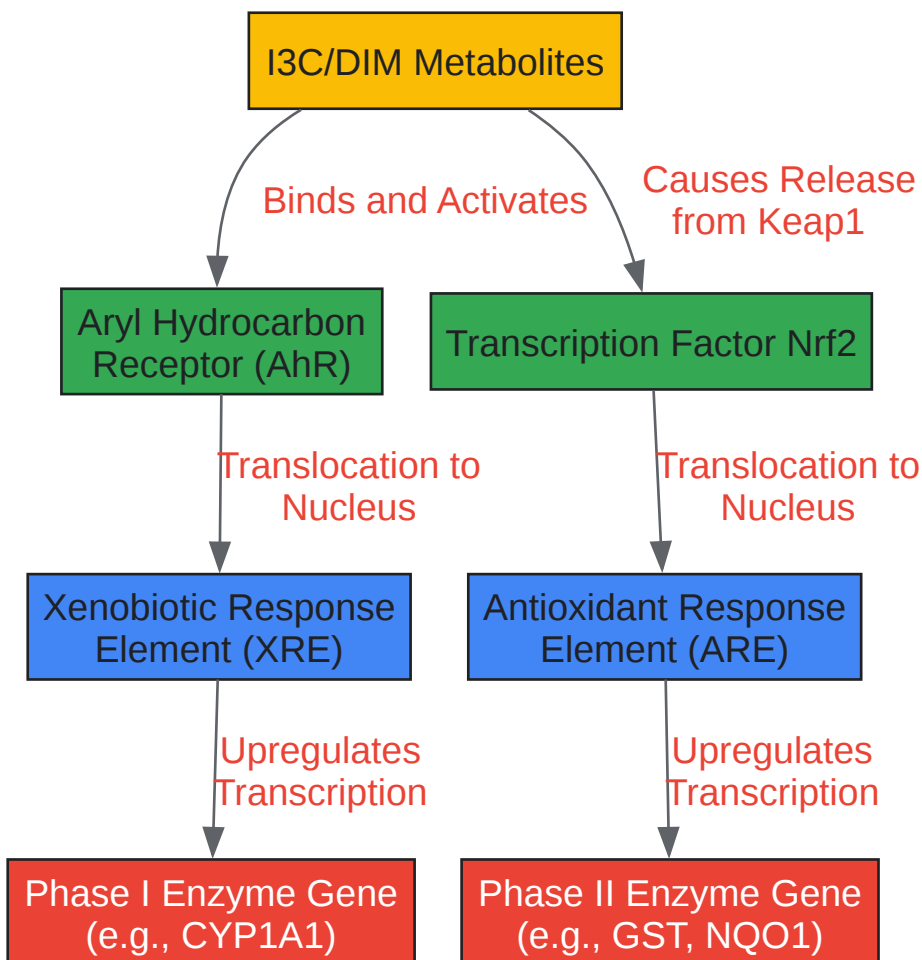 I3C/DIM Metabolites
Binds and Activates
Causes Release
from Keap1
Aryl Hydrocarbon
Receptor (AhR)
Transcription Factor Nrf2
Translocation to
Nucleus
Translocation to
Nucleus
Xenobiotic Response
Element (XRE)
Antioxidant Response
Element (ARE)
Upregulates
Transcription
Upregulates
Transcription
Phase I Enzyme Gene
(e.g., CYP1A1)
Phase II Enzyme Gene
(e.g., GST, NQO1)